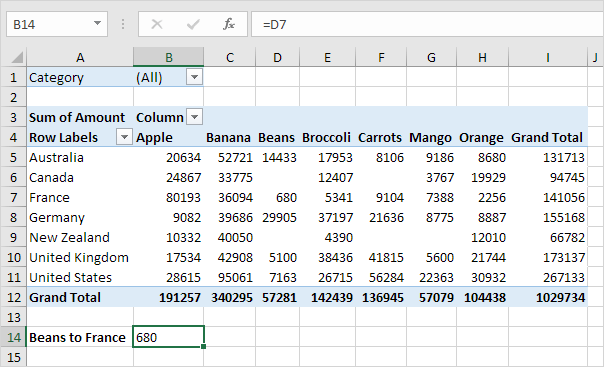 B14 fx =D7
A B C D E F G H I J
1 Category (All)
2
3 Sum of Amount Column
4 Row Labels Apple Banana Beans Broccoli Carrots Mango Orange Grand Total
5 Australia 20634 52721 14433 17953 8106 9186 8680 131713
6 Canada 24867 33775 12407 3767 19929 94745
7 France 80193 36094 680 5341 9104 7388 2256 141056
8 Germany 9082 39686 29905 37197 21636 8775 8887 155168
9 New Zealand 10332 40050 4390 12010 66782
10 United Kingdom 17534 42908 5100 38436 41815 5600 21744 173137
11 United States 28615 95061 7163 26715 56284 22363 30932 267133
12 Grand Total 191257 340295 57281 142439 136945 57079 104438 1029734
13
14 Beans to France 680
15